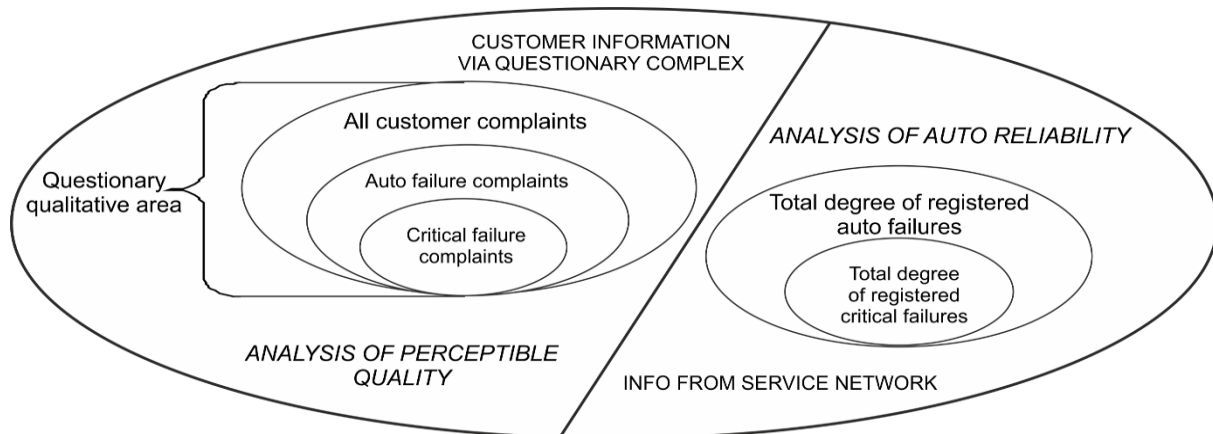 CUSTOMER INFORMATION
VIA QUESTIONARY COMPLEX
All customer complaints
Auto failure complaints
Critical failure
complaints
Questionary
qualitative area
ANALYSIS OF PERCEPTIBLE
QUALITY
ANALYSIS OF AUTO RELIABILITY
Total degree of registered
auto failures
Total degree
of registered
critical failures
INFO FROM SERVICE NETWORK